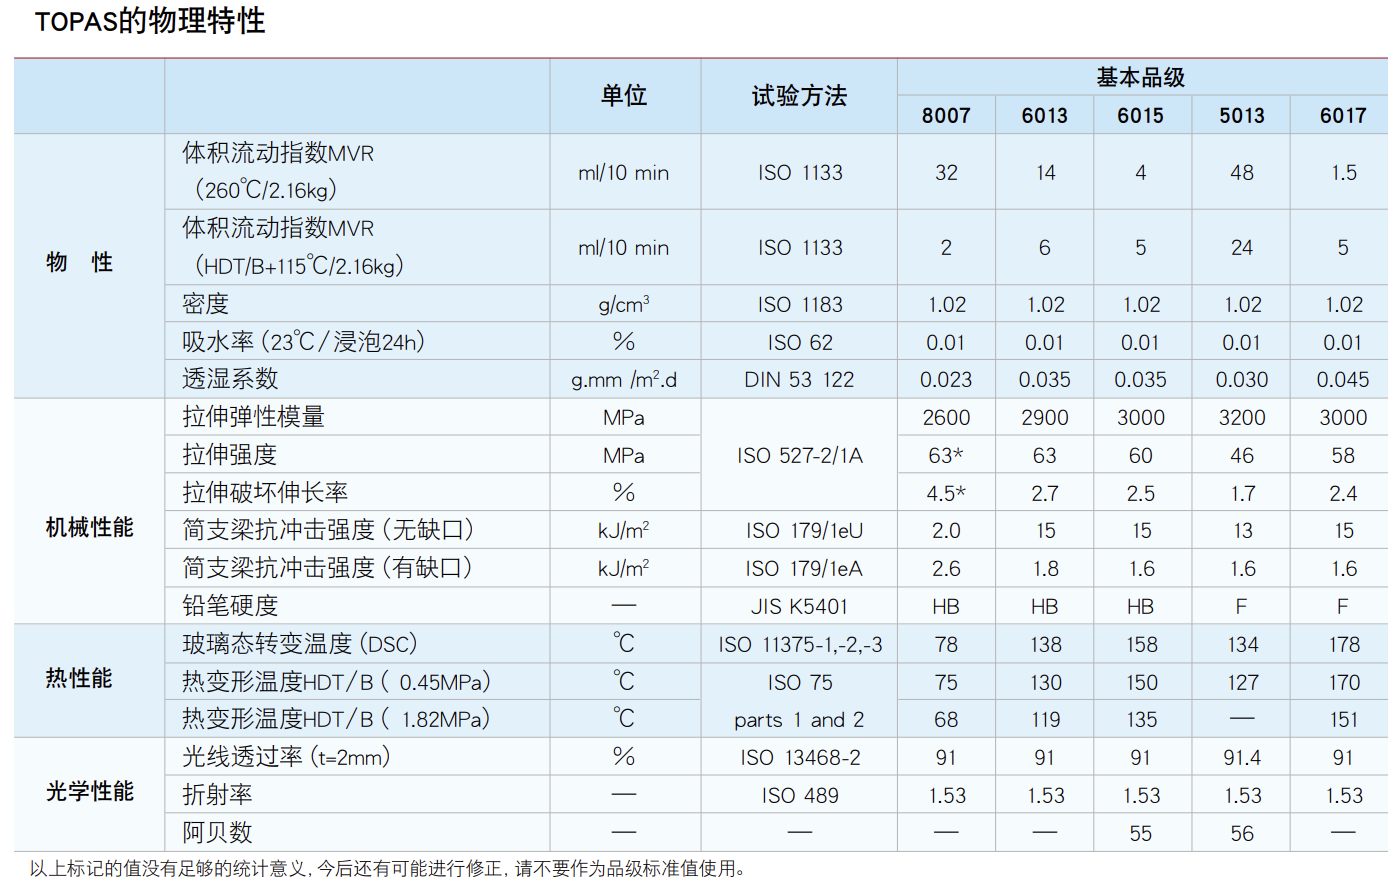 TOPAS的物理特性
单位 试验方法 基本品级
8007 6013 6015 5013 6017
物 性
体积流动指数MVR
（260℃/2.16kg） ml/10 min ISO 1133 32 14 4 48 1.5
体积流动指数MVR
（HDT/B+115℃/2.16kg） ml/10 min ISO 1133 2 6 5 24 5
密度 g/cm³ ISO 1183 1.02 1.02 1.02 1.02 1.02
吸水率（23℃/浸泡24h） % ISO 62 0.01 0.01 0.01 0.01 0.01
透湿系数 g.mm /m².d DIN 53 122 0.023 0.035 0.035 0.030 0.045
机械性能
拉伸弹性模量 MPa 2600 2900 3000 3200 3000
拉伸强度 MPa ISO 527-2/1A 63* 63 60 46 58
拉伸破坏伸长率 % 4.5* 2.7 2.5 1.7 2.4
简支梁抗冲击强度（无缺口） kJ/m² ISO 179/1eU 2.0 15 15 13 15
简支梁抗冲击强度（有缺口） kJ/m² ISO 179/1eA 2.6 1.8 1.6 1.6 1.6
铅笔硬度 — JIS K5401 HB HB HB F F
热性能
玻璃态转变温度（DSC） ℃ ISO 11375-1,-2,-3 78 138 158 134 178
热变形温度HDT/B（ 0.45MPa） ℃ ISO 75 75 130 150 127 170
热变形温度HDT/B（ 1.82MPa） ℃ parts 1 and 2 68 119 135 — 151
光学性能
光线透过率（t=2mm） % ISO 13468-2 91 91 91 91.4 91
折射率 — ISO 489 1.53 1.53 1.53 1.53 1.53
阿贝数 — — — — 55 56 —
以上标记的值没有足够的统计意义, 今后还有可能进行修正, 请不要作为品级标准值使用。